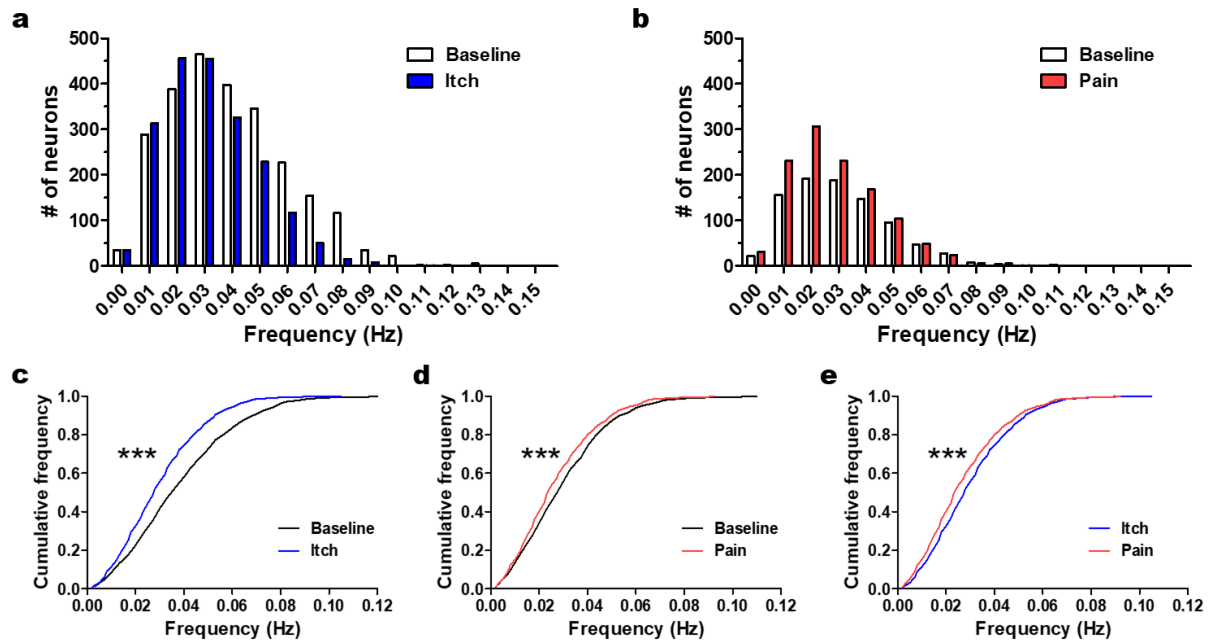 a
500
400
300
200
100
0
# of neurons
Baseline
Itch
0.00 0.01 0.02 0.03 0.04 0.05 0.06 0.07 0.08 0.09 0.10 0.11 0.12 0.13 0.14 0.15
Frequency (Hz)
b
500
400
300
200
100
0
# of neurons
Baseline
Pain
0.00 0.01 0.02 0.03 0.04 0.05 0.06 0.07 0.08 0.09 0.10 0.11 0.12 0.13 0.14 0.15
Frequency (Hz)
c
1.0
0.8
0.6
0.4
0.2
0.0
Cumulative frequency
***
Baseline
Itch
0.00 0.02 0.04 0.06 0.08 0.10 0.12
Frequency (Hz)
d
1.0
0.8
0.6
0.4
0.2
0.0
Cumulative frequency
***
Baseline
Pain
0.00 0.02 0.04 0.06 0.08 0.10 0.12
Frequency (Hz)
e
1.0
0.8
0.6
0.4
0.2
0.0
Cumulative frequency
***
Itch
Pain
0.00 0.02 0.04 0.06 0.08 0.10 0.12
Frequency (Hz)